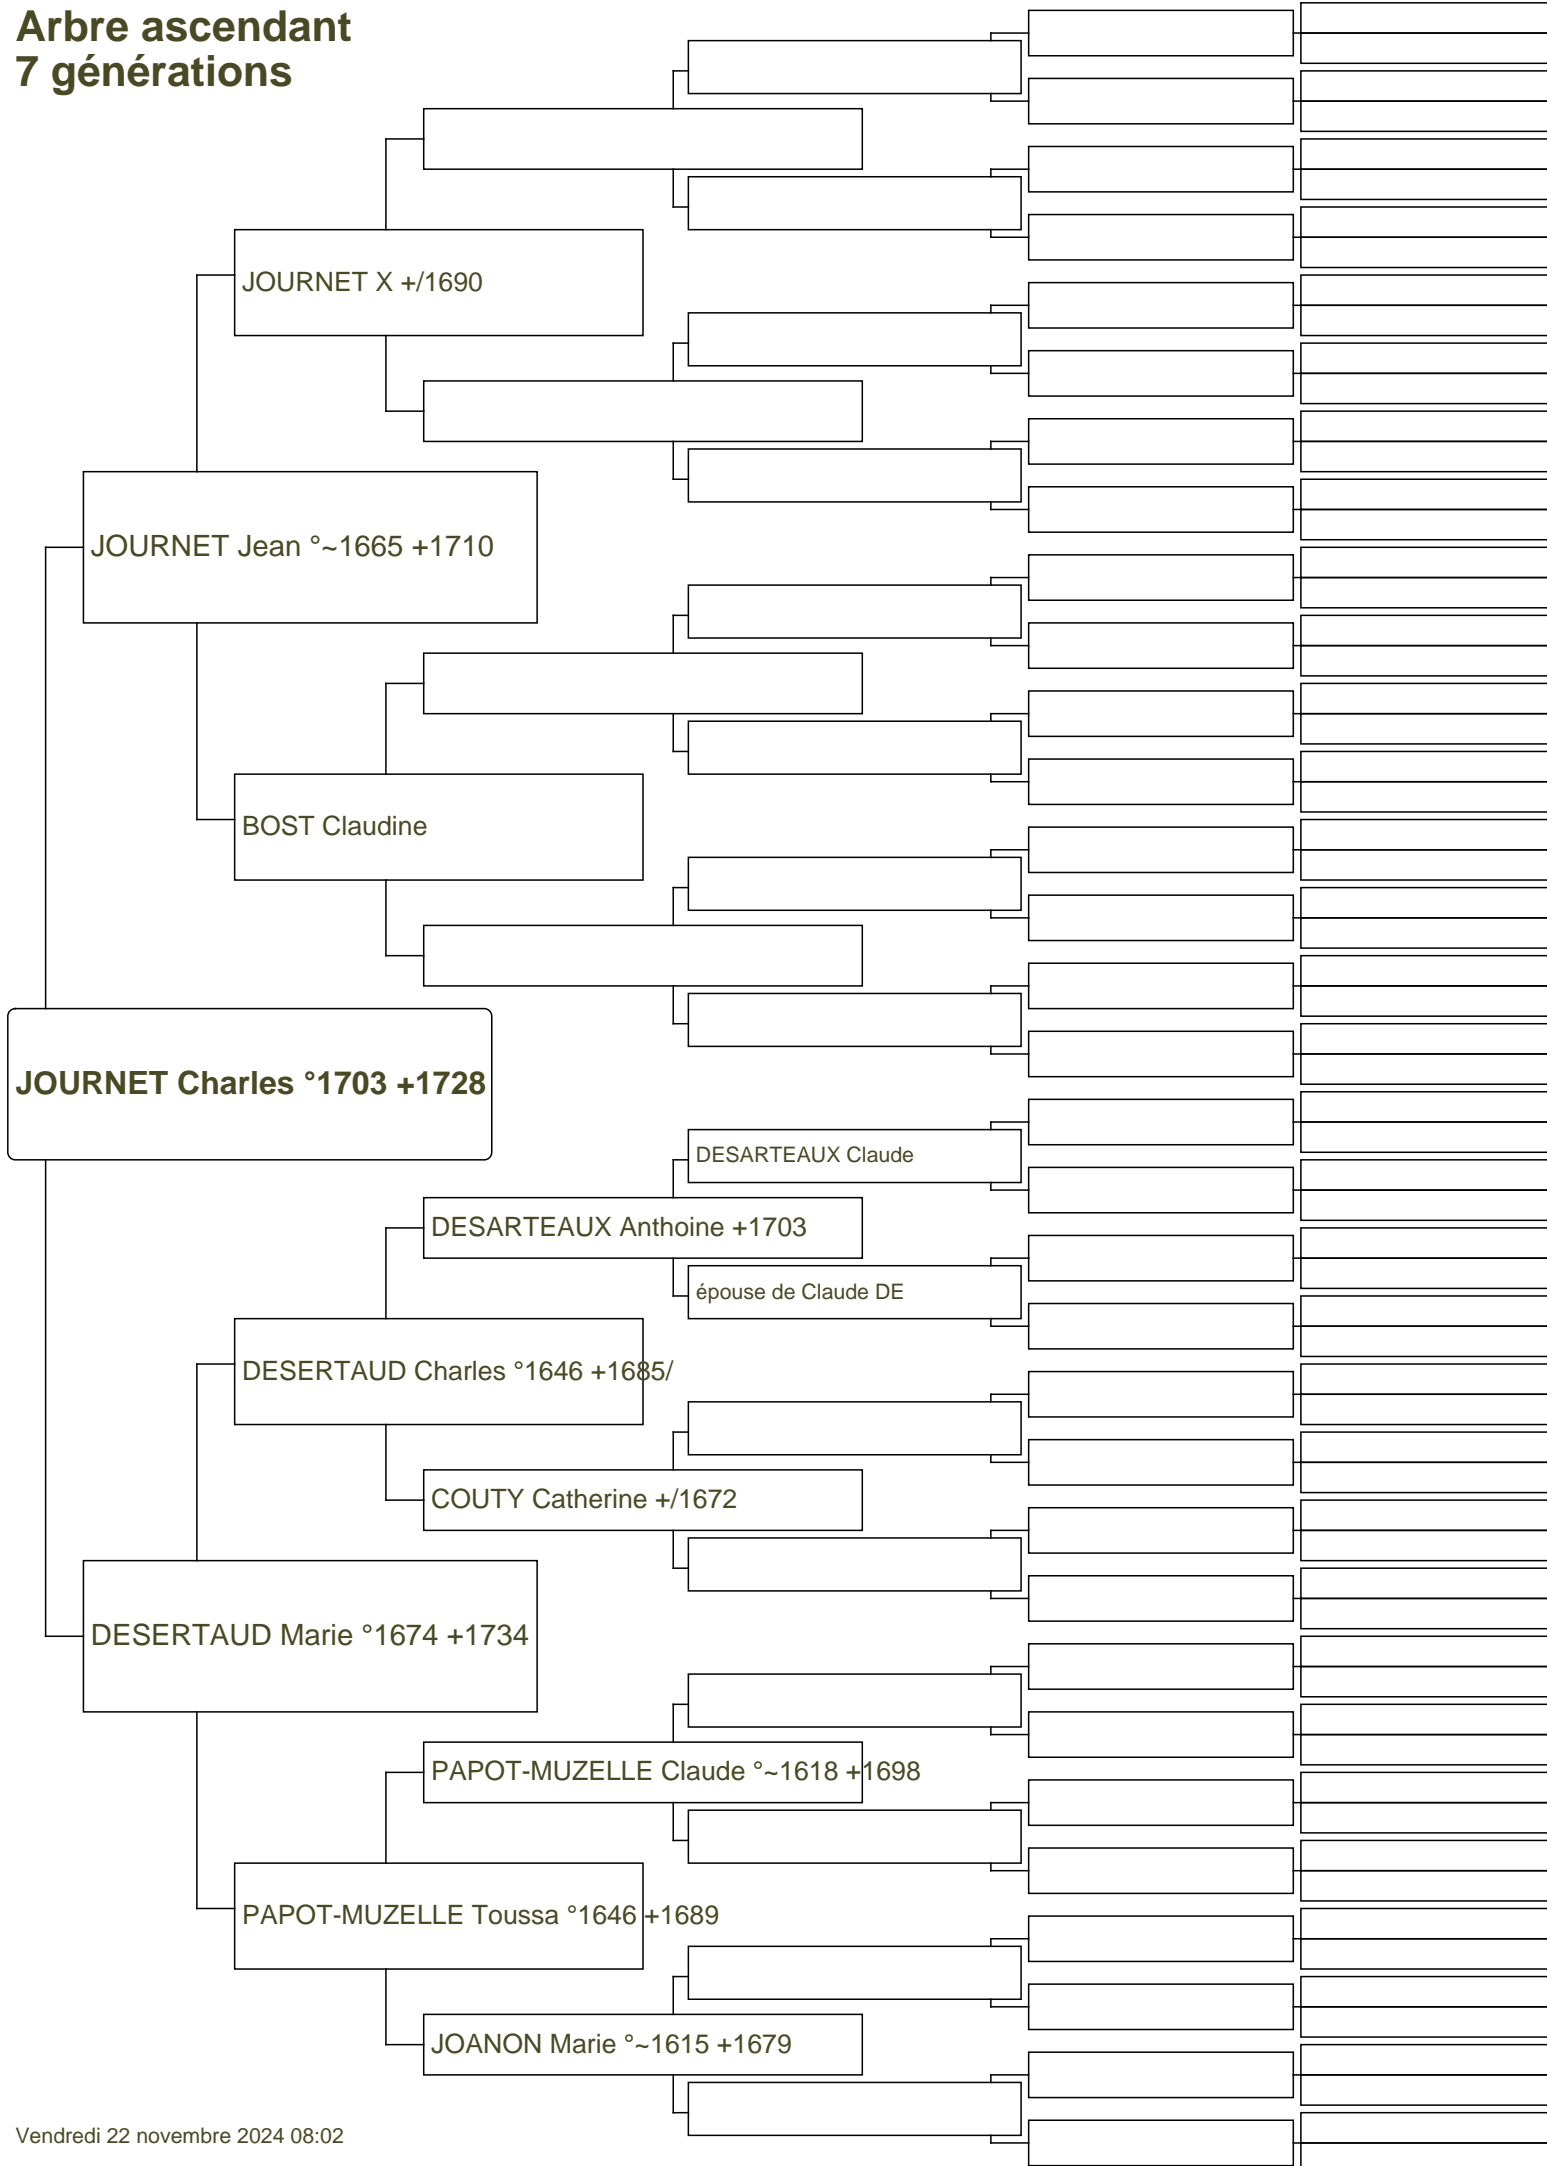 Arbre ascendant
7 générations
JOURNET X +/1690
JOURNET Jean °~1665 +1710
BOST Claudine
JOURNET Charles °1703 +1728
DESARTEAUX Claude
DESARTEAUX Anthoine +1703
épouse de Claude DE
DESERTAUD Charles °1646 +1685/
COUTY Catherine +/1672
DESERTAUD Marie °1674 +1734
PAPOT-MUZELLE Claude °~1618 +1698
PAPOT-MUZELLE Toussa °1646 +1689
JOANON Marie °~1615 +1679
Vendredi 22 novembre 2024 08:02